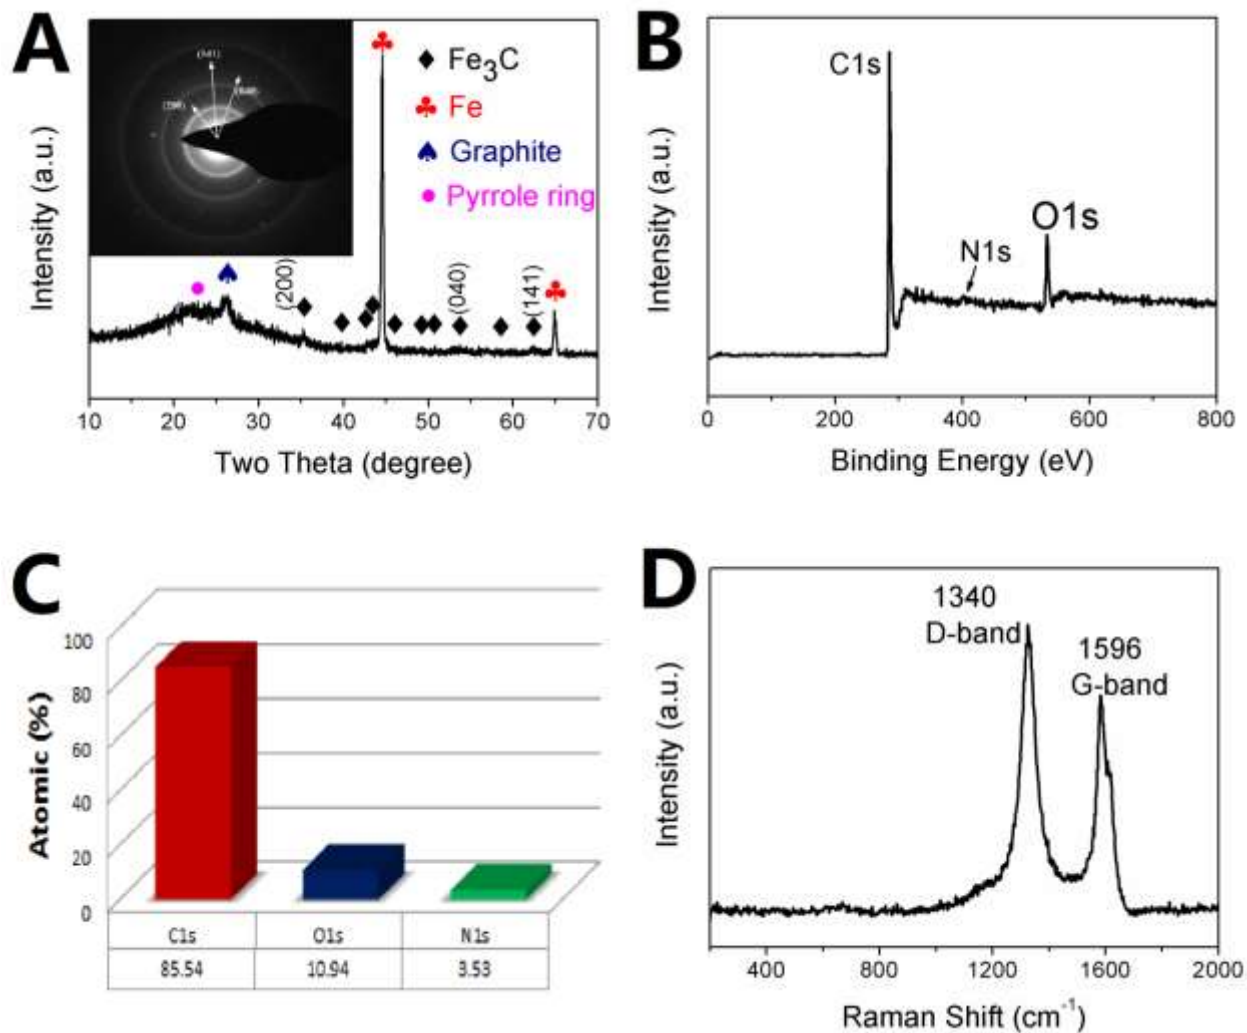 A
(141)
(200)
Fe3C
Fe
Graphite
Pyrrole ring
(200)
(040)
(141)
Intensity (a.u.)
10 20 30 40 50 60 70
Two Theta (degree)
B
C1s
N1s
O1s
Intensity (a.u.)
0 200 400 600 800
Binding Energy (eV)
C
Atomic (%)
100
80
60
40
20
0
C1s O1s N1s
85.54 10.94 3.53
D
1340
D-band
1596
G-band
Intensity (a.u.)
400 800 1200 1600 2000
Raman Shift (cm-1)